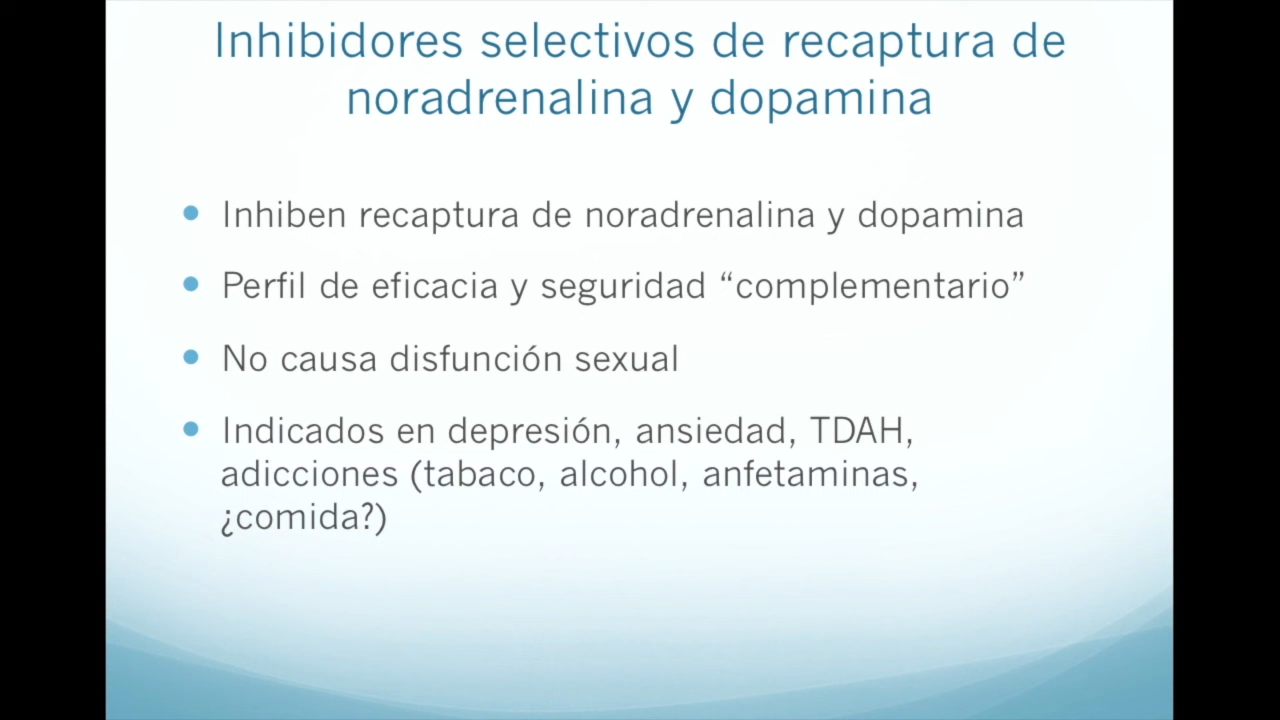 Inhibidores selectivos de recaptura de
noradrenalina y dopamina
• Inhiben recaptura de noradrenalina y dopamina
• Perfil de eficacia y seguridad “complementario”
• No causa disfunción sexual
• Indicados en depresión, ansiedad, TDAH,
adicciones (tabaco, alcohol, anfetaminas,
¿comida?)